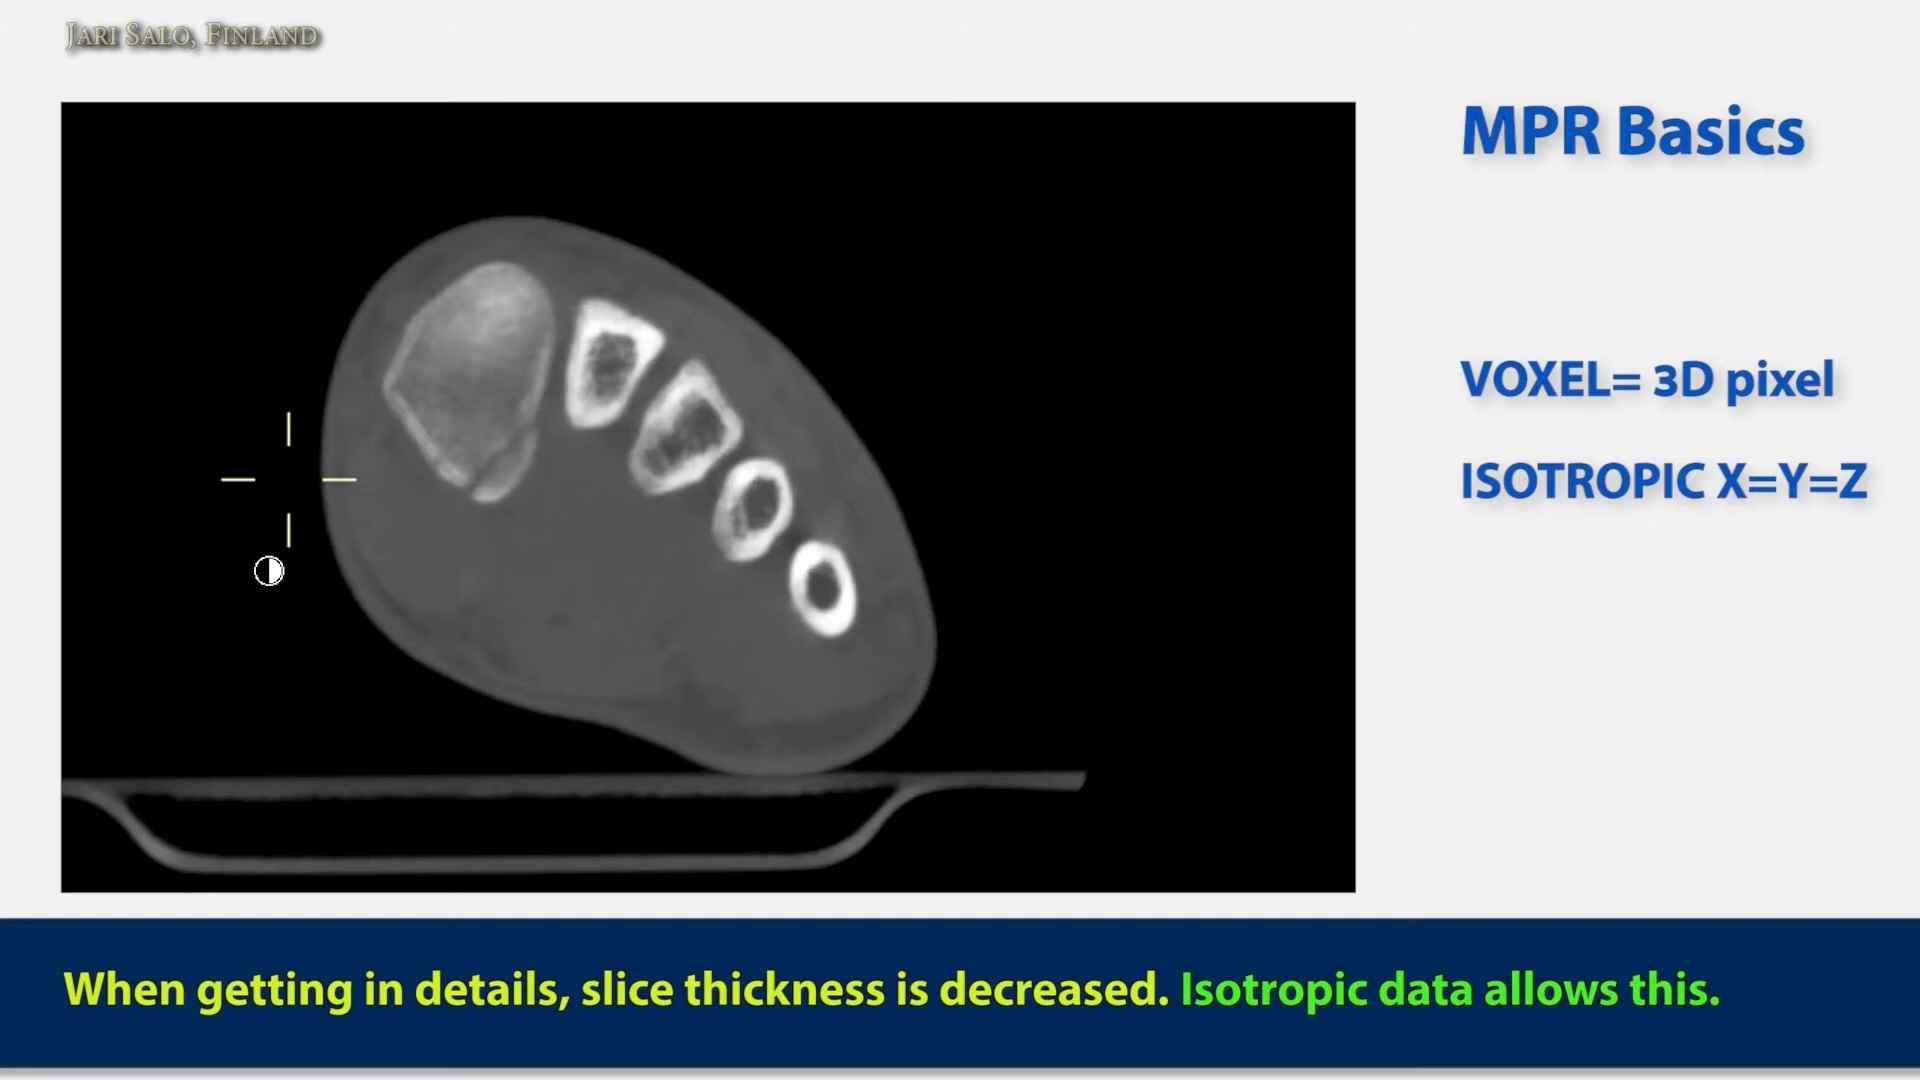 JARI SALO, FINLAND
MPR Basics
VOXEL= 3D pixel
ISOTROPIC X=Y=Z
When getting in details, slice thickness is decreased. Isotropic data allows this.